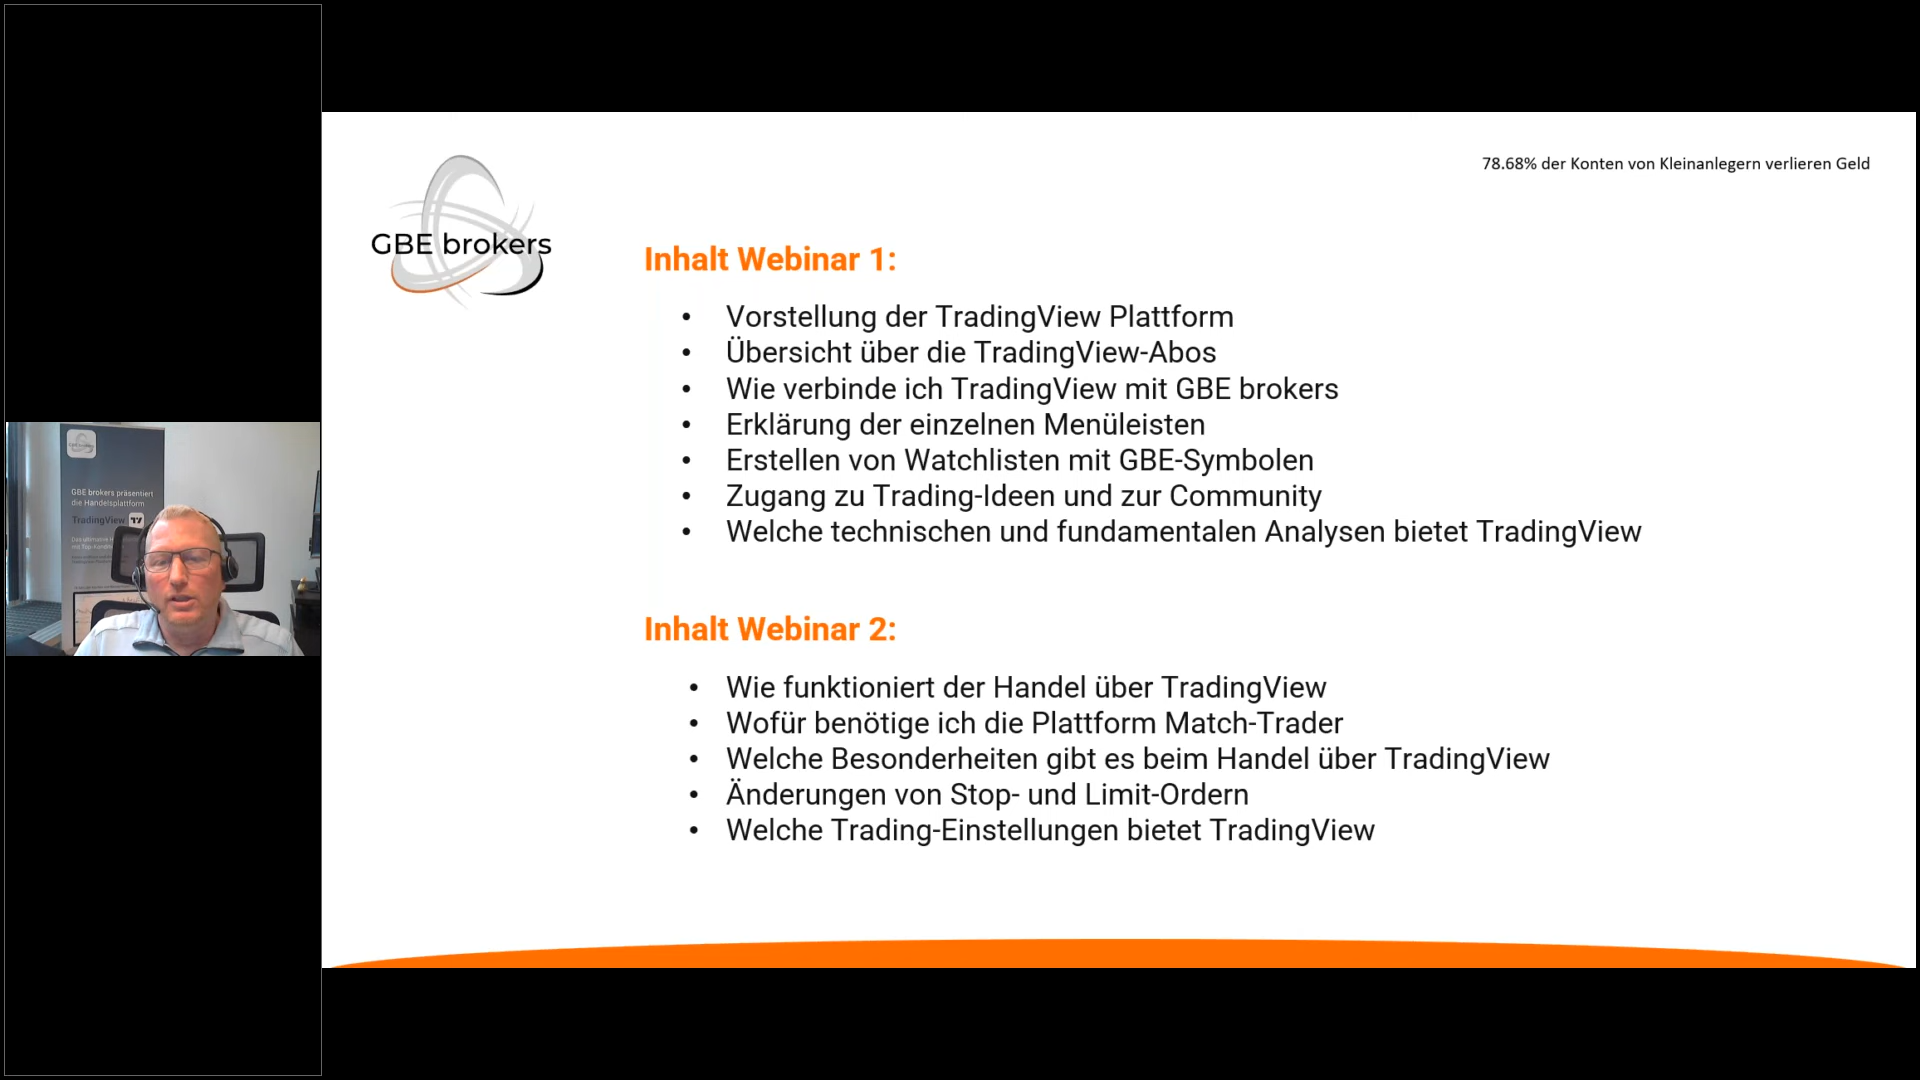 GBE brokers
78.68% der Konten von Kleinanlegern verlieren Geld
Inhalt Webinar 1:
• Vorstellung der TradingView Plattform
• Übersicht über die TradingView-Abos
• Wie verbinde ich TradingView mit GBE brokers
• Erklärung der einzelnen Menüleisten
• Erstellen von Watchlisten mit GBE-Symbolen
• Zugang zu Trading-Ideen und zur Community
• Welche technischen und fundamentalen Analysen bietet TradingView
Inhalt Webinar 2:
• Wie funktioniert der Handel über TradingView
• Wofür benötige ich die Plattform Match-Trader
• Welche Besonderheiten gibt es beim Handel über TradingView
• Änderungen von Stop- und Limit-Ordern
• Welche Trading-Einstellungen bietet TradingView
GBE brokers präsentiert
die Handelsplattform
TradingView